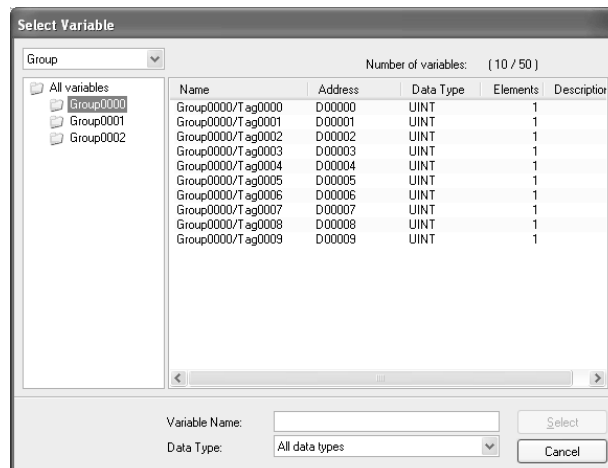 Select Variable
Group
Number of variables: ( 10 / 50 )
All variables
Group0000
Group0001
Group0002
Name Address Data Type Elements Description
Group0000/Tag0000 D00000 UINT 1
Group0000/Tag0001 D00001 UINT 1
Group0000/Tag0002 D00002 UINT 1
Group0000/Tag0003 D00003 UINT 1
Group0000/Tag0004 D00004 UINT 1
Group0000/Tag0005 D00005 UINT 1
Group0000/Tag0006 D00006 UINT 1
Group0000/Tag0007 D00007 UINT 1
Group0000/Tag0008 D00008 UINT 1
Group0000/Tag0009 D00009 UINT 1
Variable Name: Select
Data Type: All data types Cancel